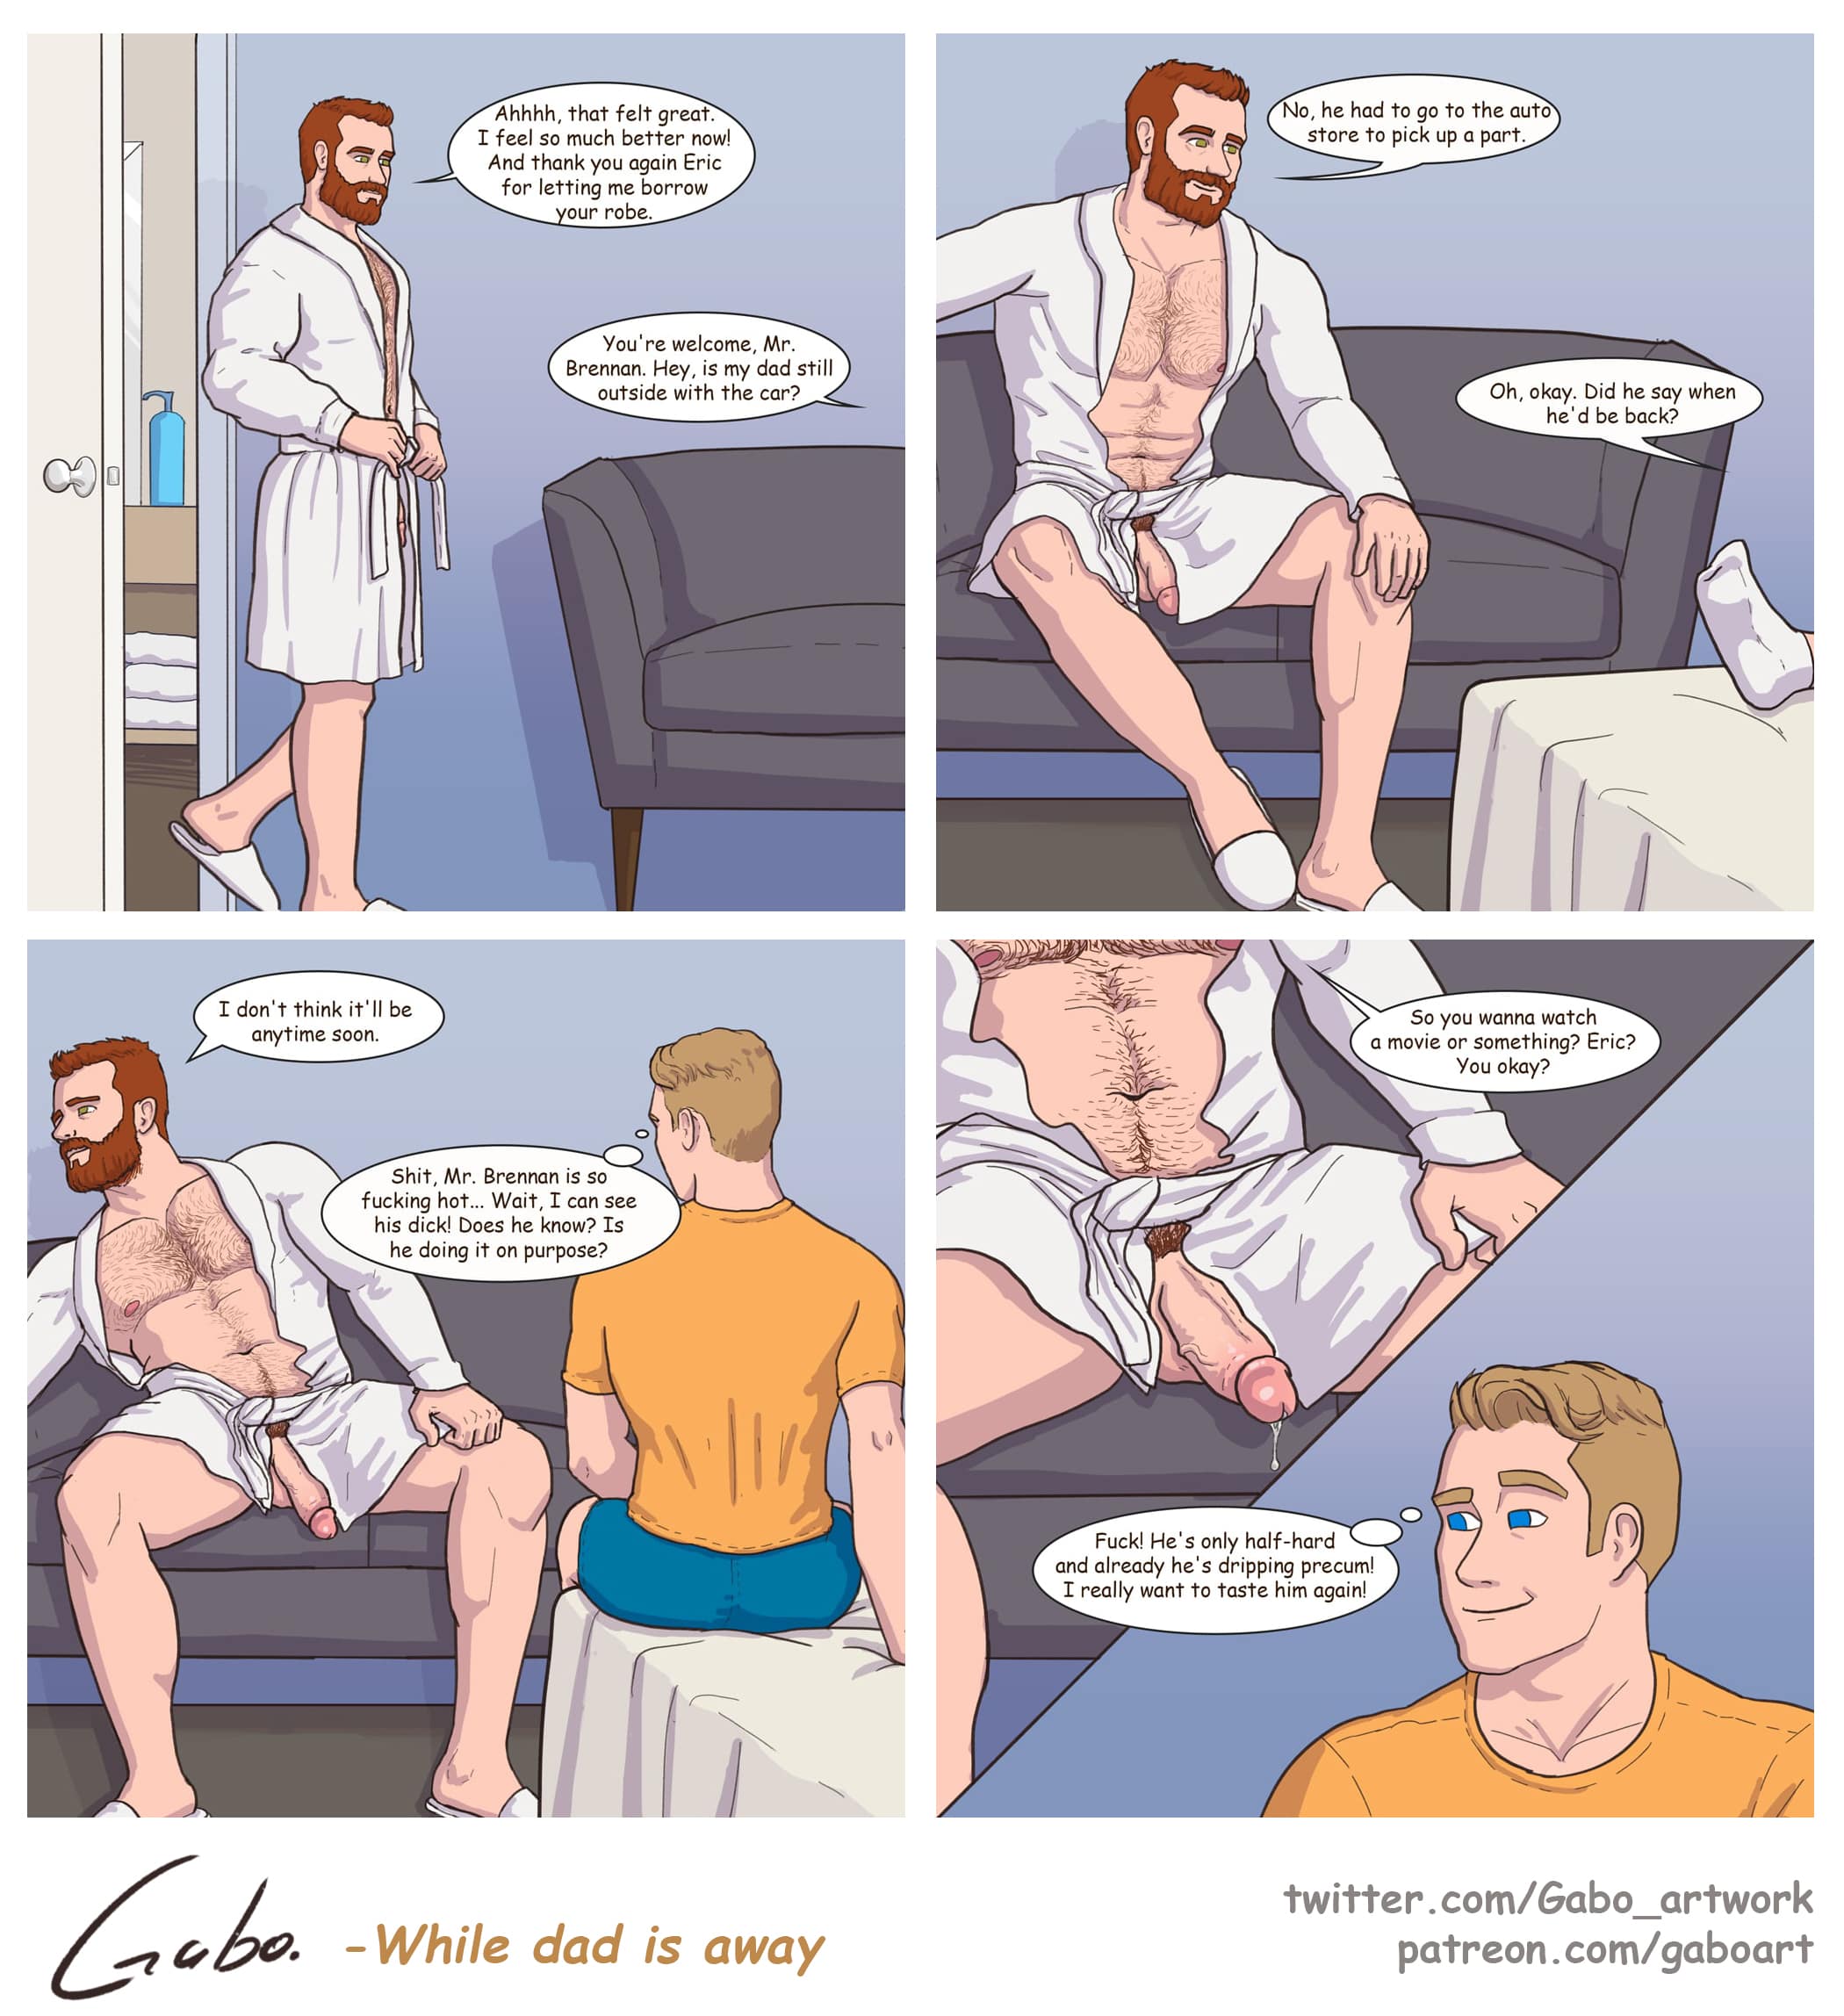 Ahhhh, that felt great.
I feel so much better now!
And thank you again Eric
for letting me borrow
your robe.
You're welcome, Mr.
Brennan. Hey, is my dad still
outside with the car?
No, he had to go to the auto
store to pick up a part.
Oh, okay. Did he say when
he'd be back?
I don't think it'll be
anytime soon.
Shit, Mr. Brennan is so
fucking hot... Wait, I can see
his dick! Does he know? Is
he doing it on purpose?
So you wanna watch
a movie or something? Eric?
You okay?
Fuck! He's only half-hard
and already he's dripping precum!
I really want to taste him again!
Gabo.
-While dad is away
twitter.com/Gabo_artwork
patreon.com/gaboart